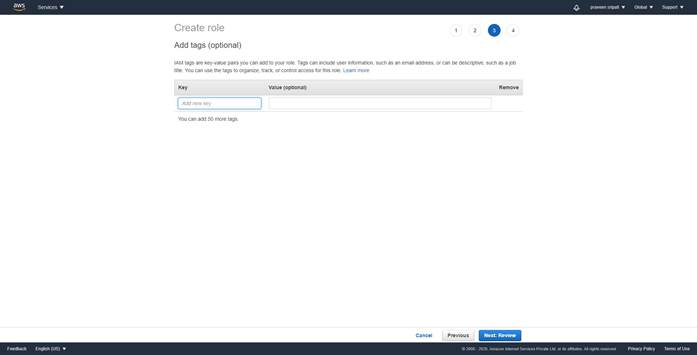 aws Services praveen sripati Global Support
Create role
1 2 3 4
Add tags (optional)
IAM tags are key-value pairs you can add to your role. Tags can include user information, such as an email address, or can be descriptive, such as a job
title. You can use the tags to organize, track, or control access for this role. Learn more
Key Value (optional) Remove
Add new key
You can add 50 more tags.
Cancel Previous Next: Review
Feedback English (US) © 2008 - 2020, Amazon Internet Services Private Ltd. or its affiliates. All rights reserved. Privacy Policy Terms of Use